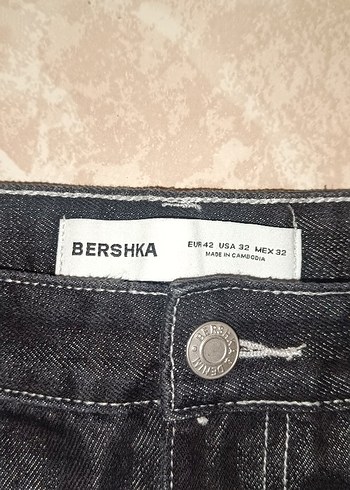 BERSHKA
EUR 42 USA 32 MEX 32
MADE IN CAMBODIA
BERSHKA
DENIM